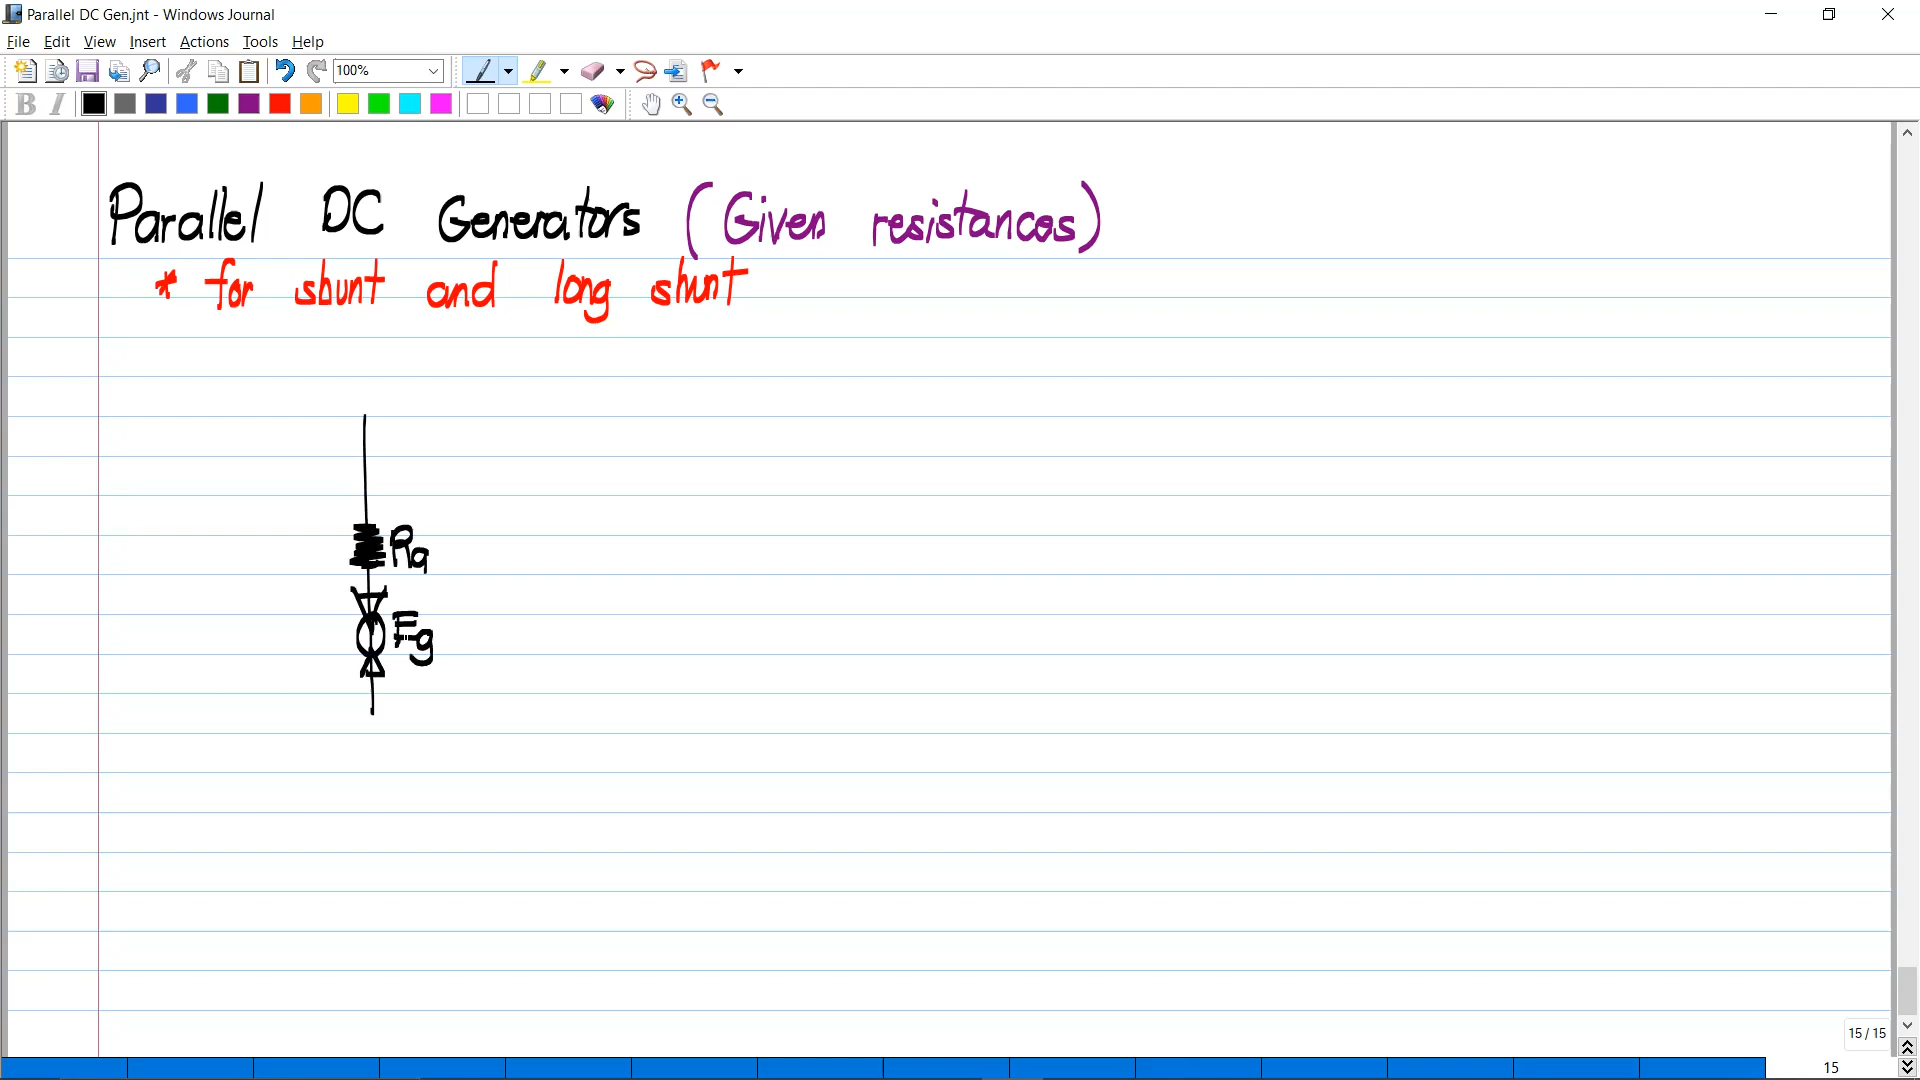 Parallel DC Gen.jnt - Windows Journal
File Edit View Insert Actions Tools Help
100%
B I
Parallel DC Generators (Given resistances)
* for shunt and long shunt
Ra
Eg
15 / 15
15